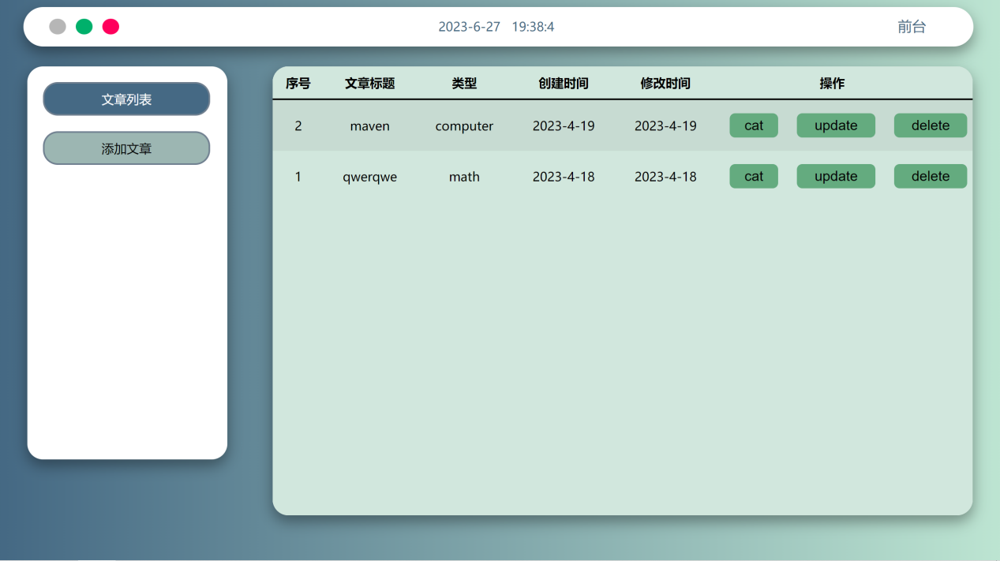 2023-6-27 19:38:4 前台
文章列表
添加文章
序号 文章标题 类型 创建时间 修改时间 操作
2 maven computer 2023-4-19 2023-4-19 cat update delete
1 qwerqwe math 2023-4-18 2023-4-18 cat update delete